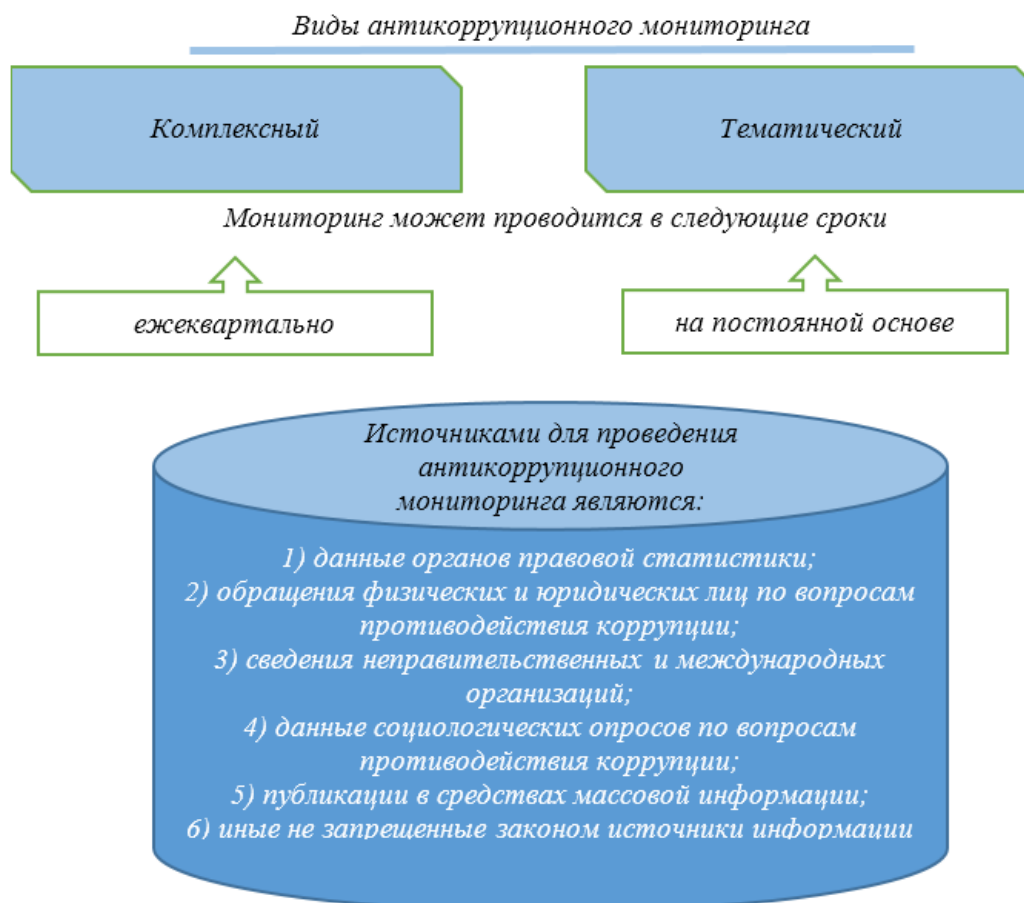 Виды антикоррупционного мониторинга
Комплексный
Тематический
Мониторинг может проводится в следующие сроки
ежеквартально
на постоянной основе
Источниками для проведения
антикоррупционного
мониторинга являются:
1) данные органов правовой статистики;
2) обращения физических и юридических лиц по вопросам
противодействия коррупции;
3) сведения неправительственных и международных
организаций;
4) данные социологических опросов по вопросам
противодействия коррупции;
5) публикации в средствах массовой информации;
6) иные не запрещенные законом источники информации